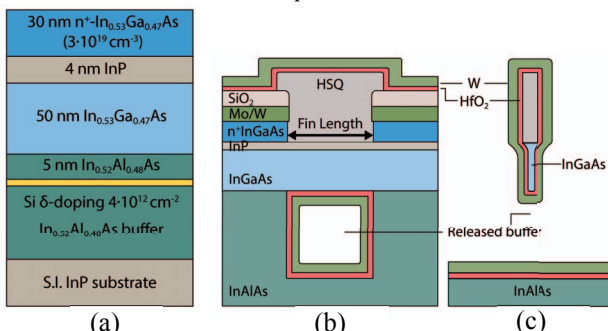 30 nm n⁺-In₀.₅₃Ga₀.₄₇As
(3·10¹⁹ cm⁻³)
4 nm InP
50 nm In₀.₅₃Ga₀.₄₇As
5 nm In₀.₅₂Al₀.₄₈As
Si δ-doping 4·10¹² cm⁻²
In₀.₅₂Al₀.₄₈As buffer
S.I. InP substrate
(a)
HSQ
SiO₂
Mo/W
n⁺InGaAs
Fin Length
InP
InGaAs
InAlAs
(b)
W
HfO₂
InGaAs
Released buffer
InAlAs
(c)